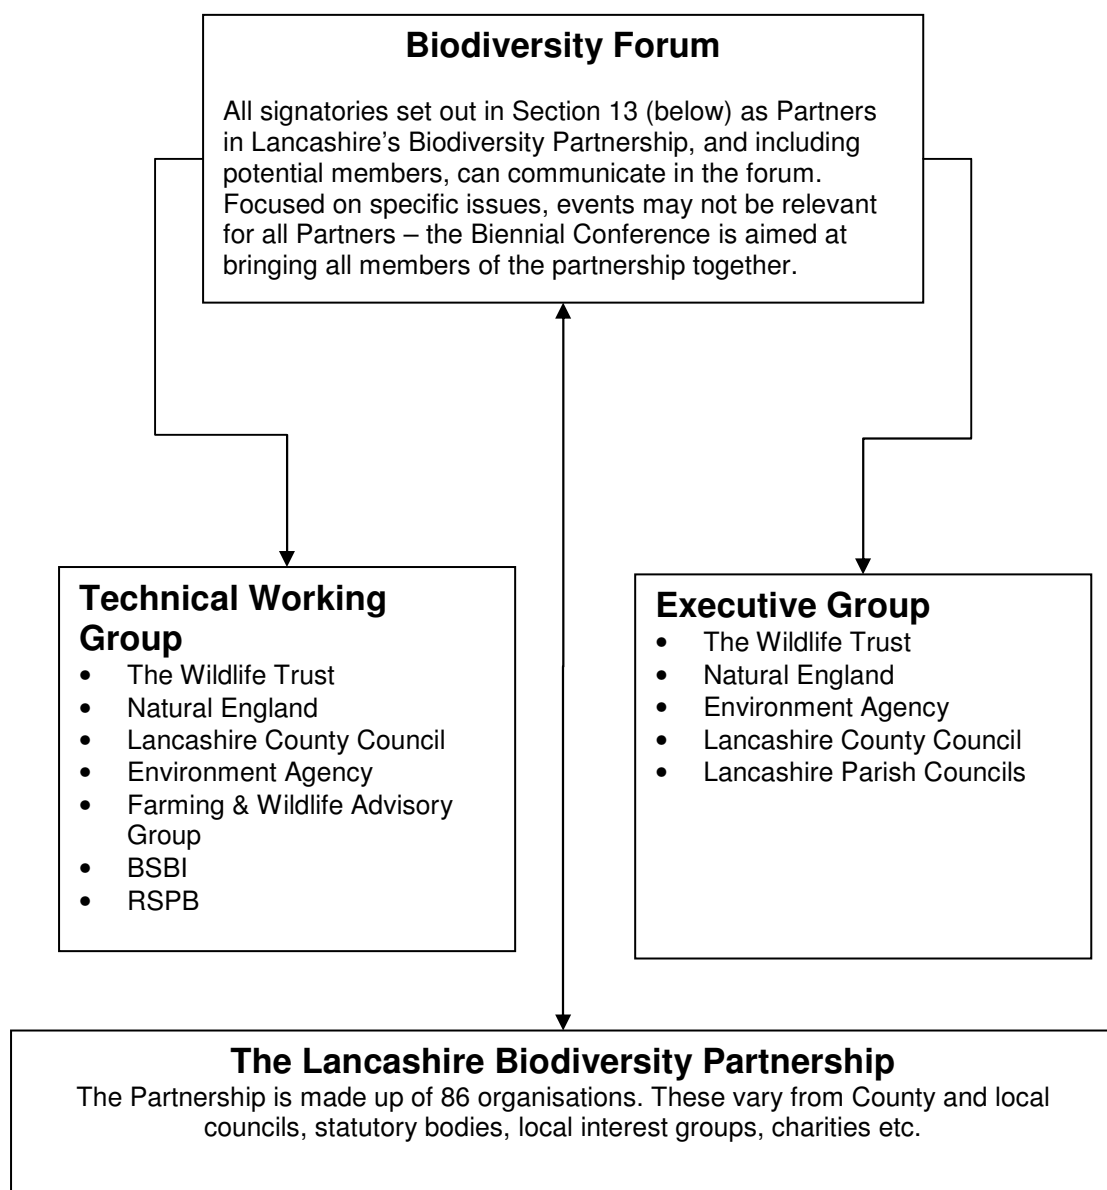 Biodiversity Forum
All signatories set out in Section 13 (below) as Partners
in Lancashire’s Biodiversity Partnership, and including
potential members, can communicate in the forum.
Focused on specific issues, events may not be relevant
for all Partners – the Biennial Conference is aimed at
bringing all members of the partnership together.
Technical Working
Group
• The Wildlife Trust
• Natural England
• Lancashire County Council
• Environment Agency
• Farming & Wildlife Advisory
Group
• BSBI
• RSPB
Executive Group
• The Wildlife Trust
• Natural England
• Environment Agency
• Lancashire County Council
• Lancashire Parish Councils
The Lancashire Biodiversity Partnership
The Partnership is made up of 86 organisations. These vary from County and local
councils, statutory bodies, local interest groups, charities etc.